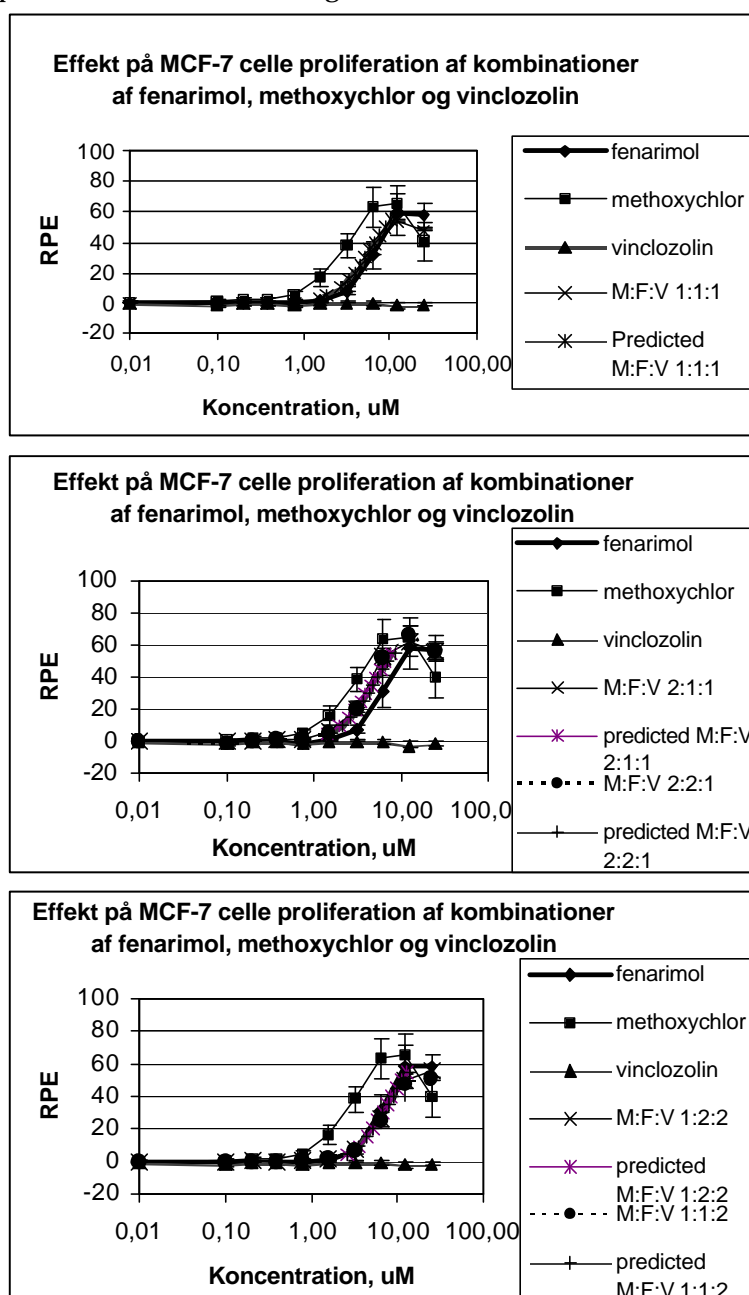 Effekt på MCF-7 celle proliferation af kombinationer
af fenarimol, methoxychlor og vinclozolin
100
80
60
40
20
0
-20
RPE
0,01 0,10 1,00 10,00 100,00
Koncentration, uM
fenarimol
methoxychlor
vinclozolin
M:F:V 1:1:1
Predicted
M:F:V 1:1:1
Effekt på MCF-7 celle proliferation af kombinationer
af fenarimol, methoxychlor og vinclozolin
100
80
60
40
20
0
-20
RPE
0,01 0,10 1,00 10,00 100,0
Koncentration, uM
fenarimol
methoxychlor
vinclozolin
M:F:V 2:1:1
predicted M:F:V
2:1:1
M:F:V 2:2:1
predicted M:F:V
2:2:1
Effekt på MCF-7 celle proliferation af kombinationer
af fenarimol, methoxychlor og vinclozolin
100
80
60
40
20
0
-20
RPE
0,01 0,10 1,00 10,00 100,00
Koncentration, uM
fenarimol
methoxychlor
vinclozolin
M:F:V 1:2:2
predicted
M:F:V 1:2:2
M:F:V 1:1:2
predicted
M:F:V 1:1:2